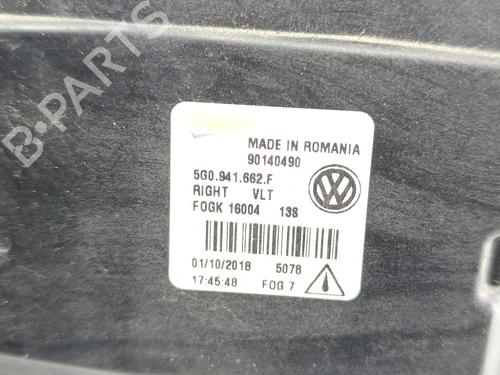 B-PARTS
MADE IN ROMANIA
90140490
5G0.941.662.F
RIGHT VLT
FOGK 16004 138
01/10/2018 5078
17:45:48 FOG 7